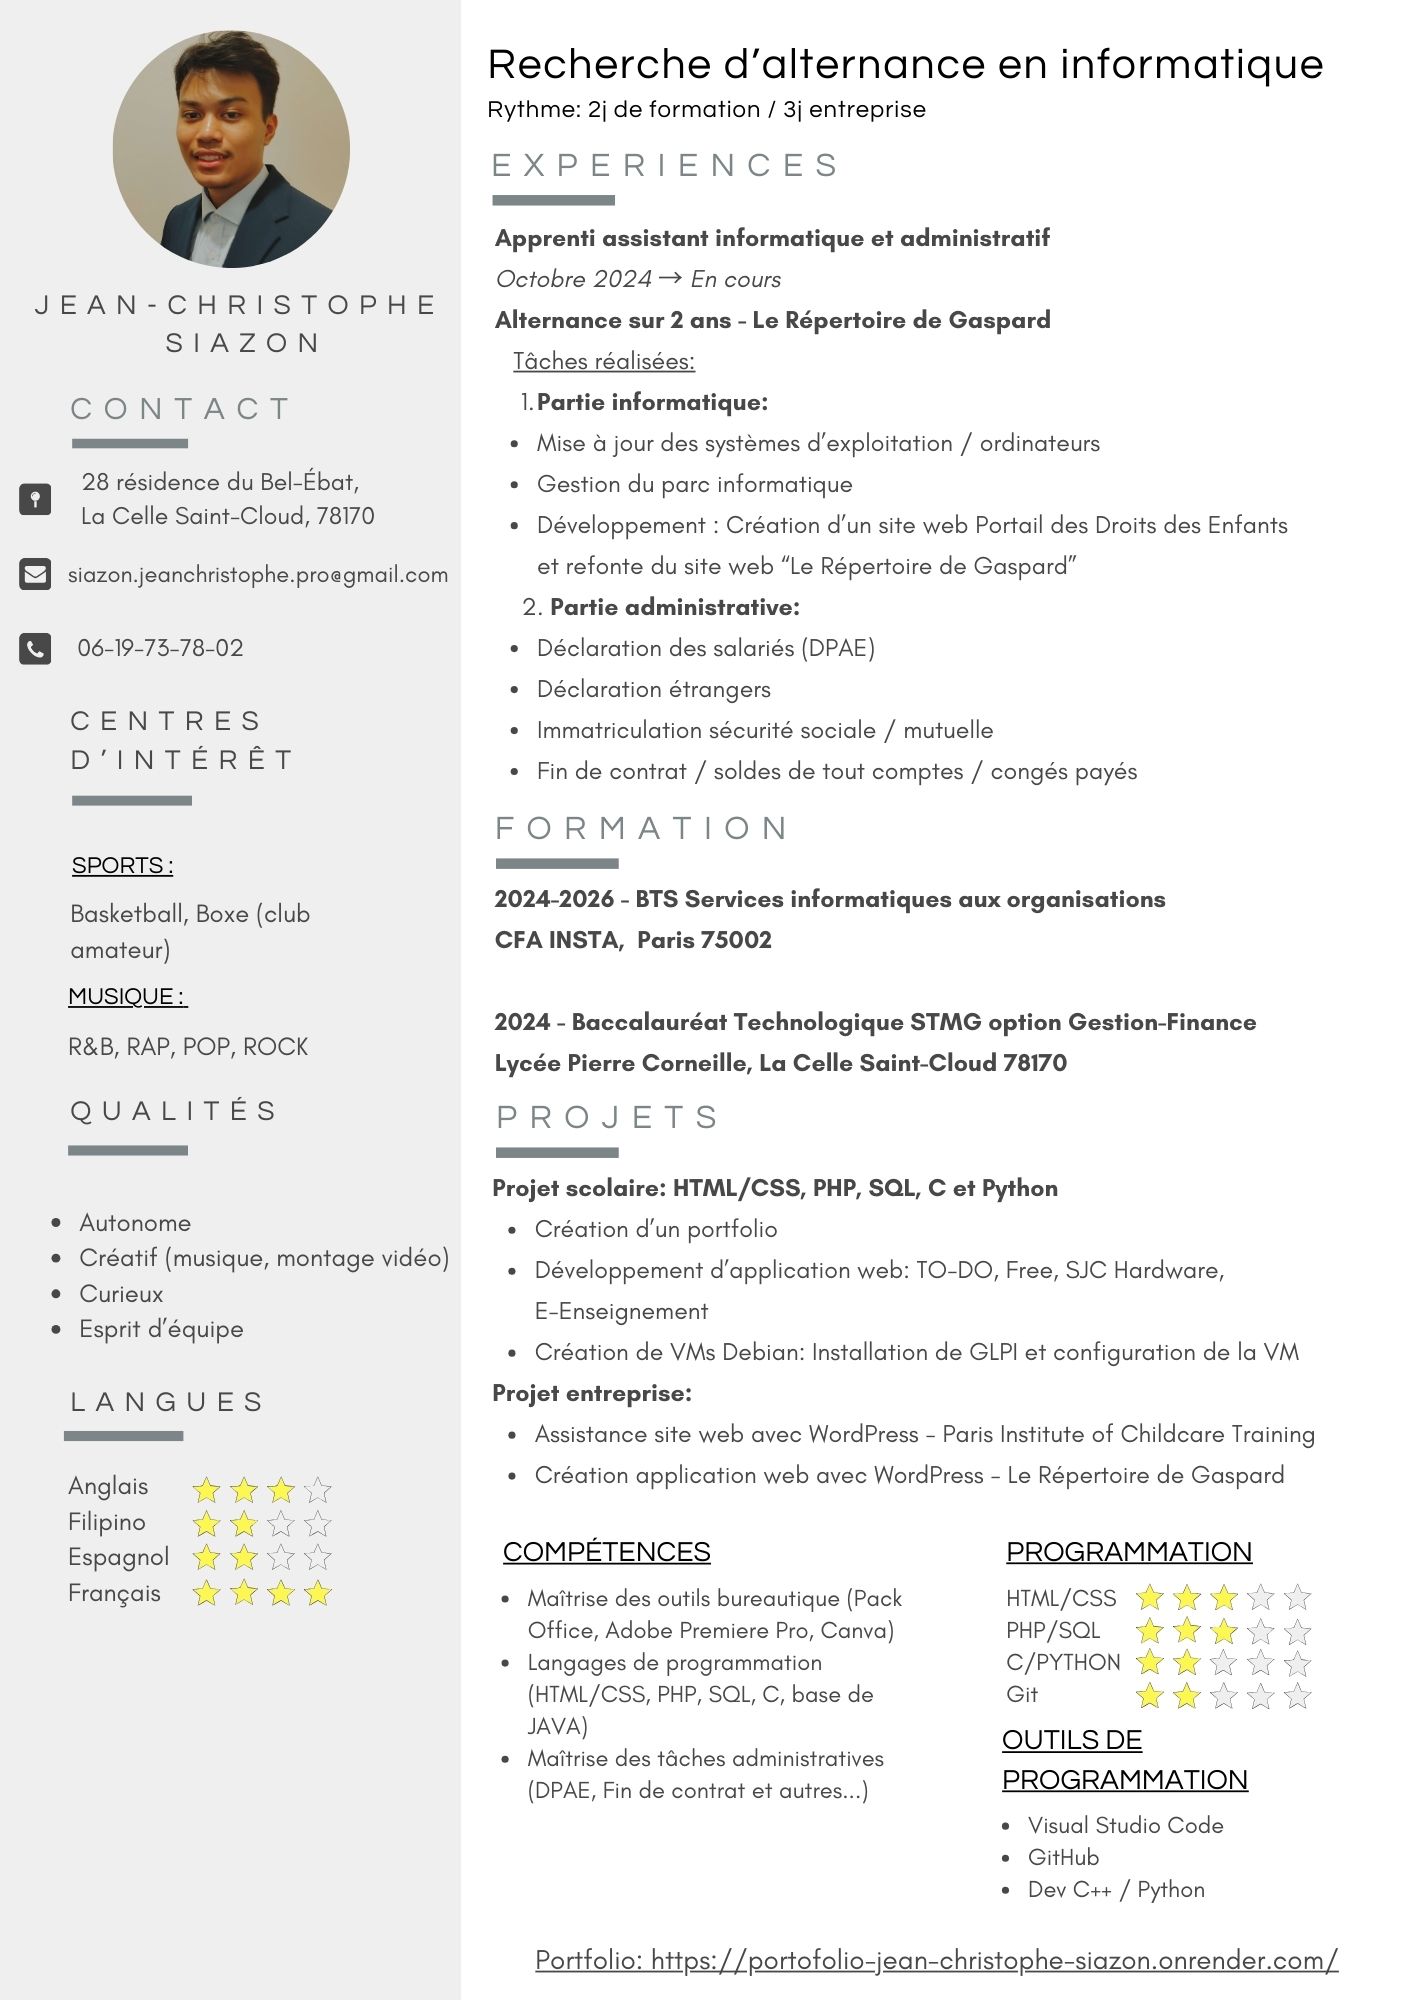 JEAN-CHRISTOPHE
SIAZON
CONTACT
28 résidence du Bel-Ébat,
La Celle Saint-Cloud, 78170
siazon.jeanchristophe.pro@gmail.com
06-19-73-78-02
CENTRES
D’INTÉRÊT
SPORTS :
Basketball, Boxe (club
amateur)
MUSIQUE :
R&B, RAP, POP, ROCK
QUALITÉS
• Autonome
• Créatif (musique, montage vidéo)
• Curieux
• Esprit d’équipe
LANGUES
Anglais
Filipino
Espagnol
Français
Recherche d’alternance en informatique
Rythme: 2j de formation / 3j entreprise
EXPERIENCES
Apprenti assistant informatique et administratif
Octobre 2024 → En cours
Alternance sur 2 ans - Le Répertoire de Gaspard
Tâches réalisées:
1. Partie informatique:
• Mise à jour des systèmes d’exploitation / ordinateurs
• Gestion du parc informatique
• Développement : Création d’un site web Portail des Droits des Enfants
et refonte du site web “Le Répertoire de Gaspard”
2. Partie administrative:
• Déclaration des salariés (DPAE)
• Déclaration étrangers
• Immatriculation sécurité sociale / mutuelle
• Fin de contrat / soldes de tout comptes / congés payés
FORMATION
2024-2026 - BTS Services informatiques aux organisations
CFA INSTA, Paris 75002
2024 - Baccalauréat Technologique STMG option Gestion-Finance
Lycée Pierre Corneille, La Celle Saint-Cloud 78170
PROJETS
Projet scolaire: HTML/CSS, PHP, SQL, C et Python
• Création d’un portfolio
• Développement d’application web: TO-DO, Free, SJC Hardware,
E-Enseignement
• Création de VMs Debian: Installation de GLPI et configuration de la VM
Projet entreprise:
• Assistance site web avec WordPress - Paris Institute of Childcare Training
• Création application web avec WordPress - Le Répertoire de Gaspard
COMPÉTENCES
• Maîtrise des outils bureautique (Pack
Office, Adobe Premiere Pro, Canva)
• Langages de programmation
(HTML/CSS, PHP, SQL, C, base de
JAVA)
• Maîtrise des tâches administratives
(DPAE, Fin de contrat et autres...)
PROGRAMMATION
HTML/CSS
PHP/SQL
C/PYTHON
Git
OUTILS DE
PROGRAMMATION
• Visual Studio Code
• GitHub
• Dev C++ / Python
Portfolio: https://portofolio-jean-christophe-siazon.onrender.com/